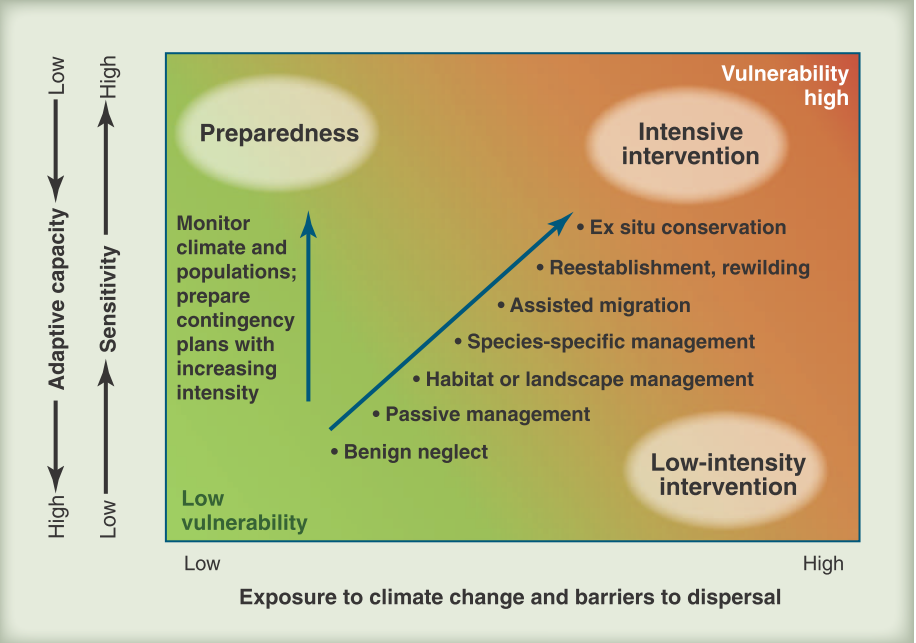 Vulnerability
high
Preparedness
Intensive
intervention
Monitor
climate and
populations;
prepare
contingency
plans with
increasing
intensity
• Ex situ conservation
• Reestablishment, rewilding
• Assisted migration
• Species-specific management
• Habitat or landscape management
• Passive management
• Benign neglect
Low-intensity
intervention
Low
vulnerability
Low
Adaptive capacity
High
High
Sensitivity
Low
Low
High
Exposure to climate change and barriers to dispersal